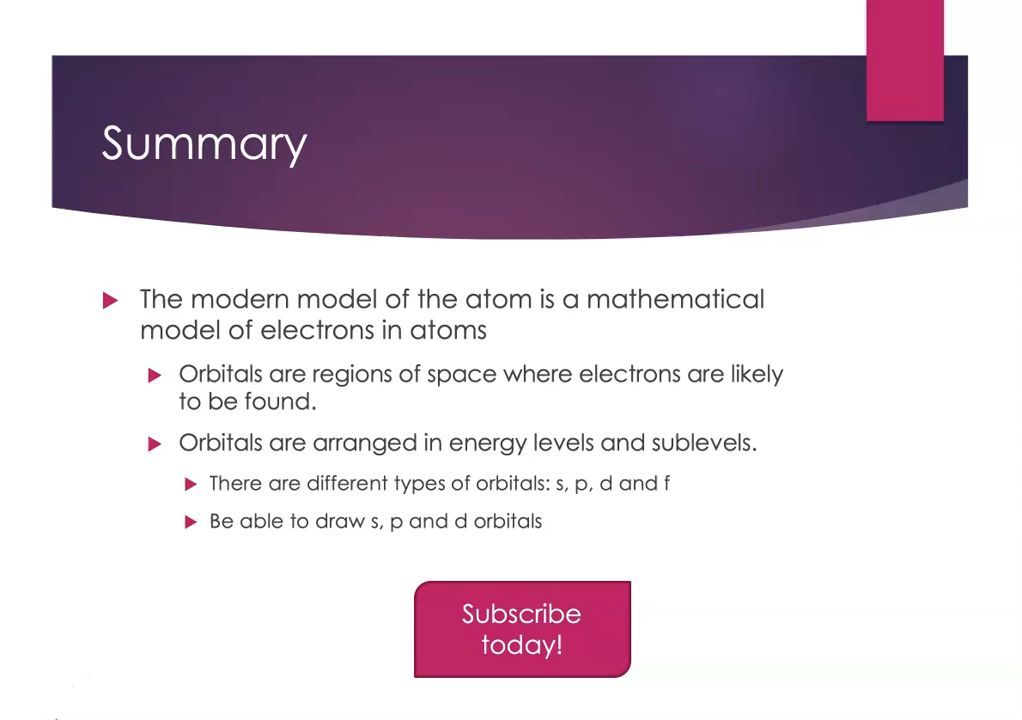 Summary
The modern model of the atom is a mathematical
model of electrons in atoms
Orbitals are regions of space where electrons are likely
to be found.
Orbitals are arranged in energy levels and sublevels.
There are different types of orbitals: s, p, d and f
Be able to draw s, p and d orbitals
Subscribe
today!